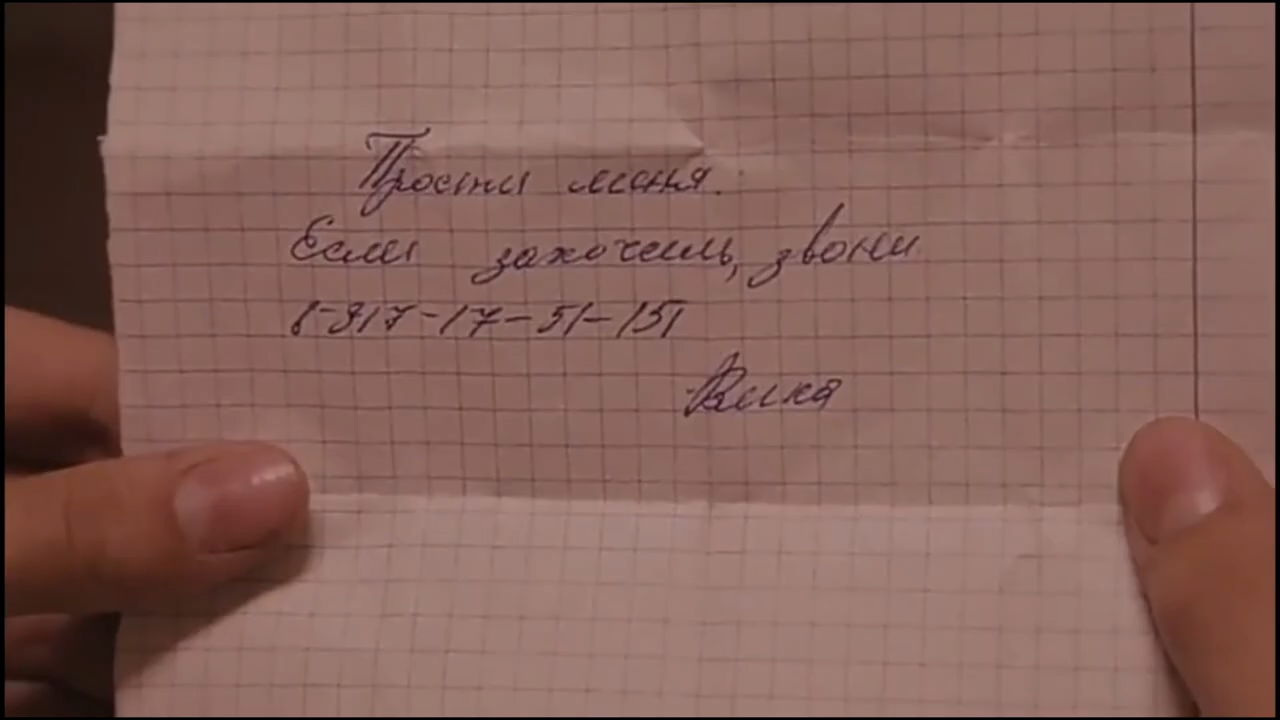 Прости меня.
Если захочешь, звони
8-917-17-51-151
Вика